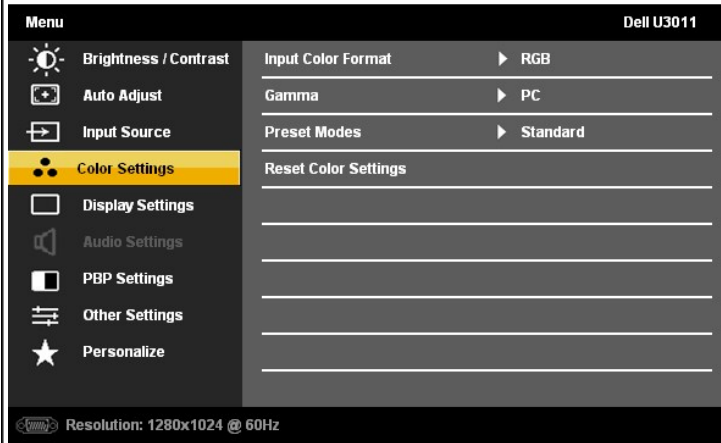 Menu Dell U3011
Brightness / Contrast Input Color Format RGB
Auto Adjust Gamma PC
Input Source Preset Modes Standard
Color Settings Reset Color Settings
Display Settings
Audio Settings
PBP Settings
Other Settings
Personalize
Resolution: 1280x1024 @ 60Hz